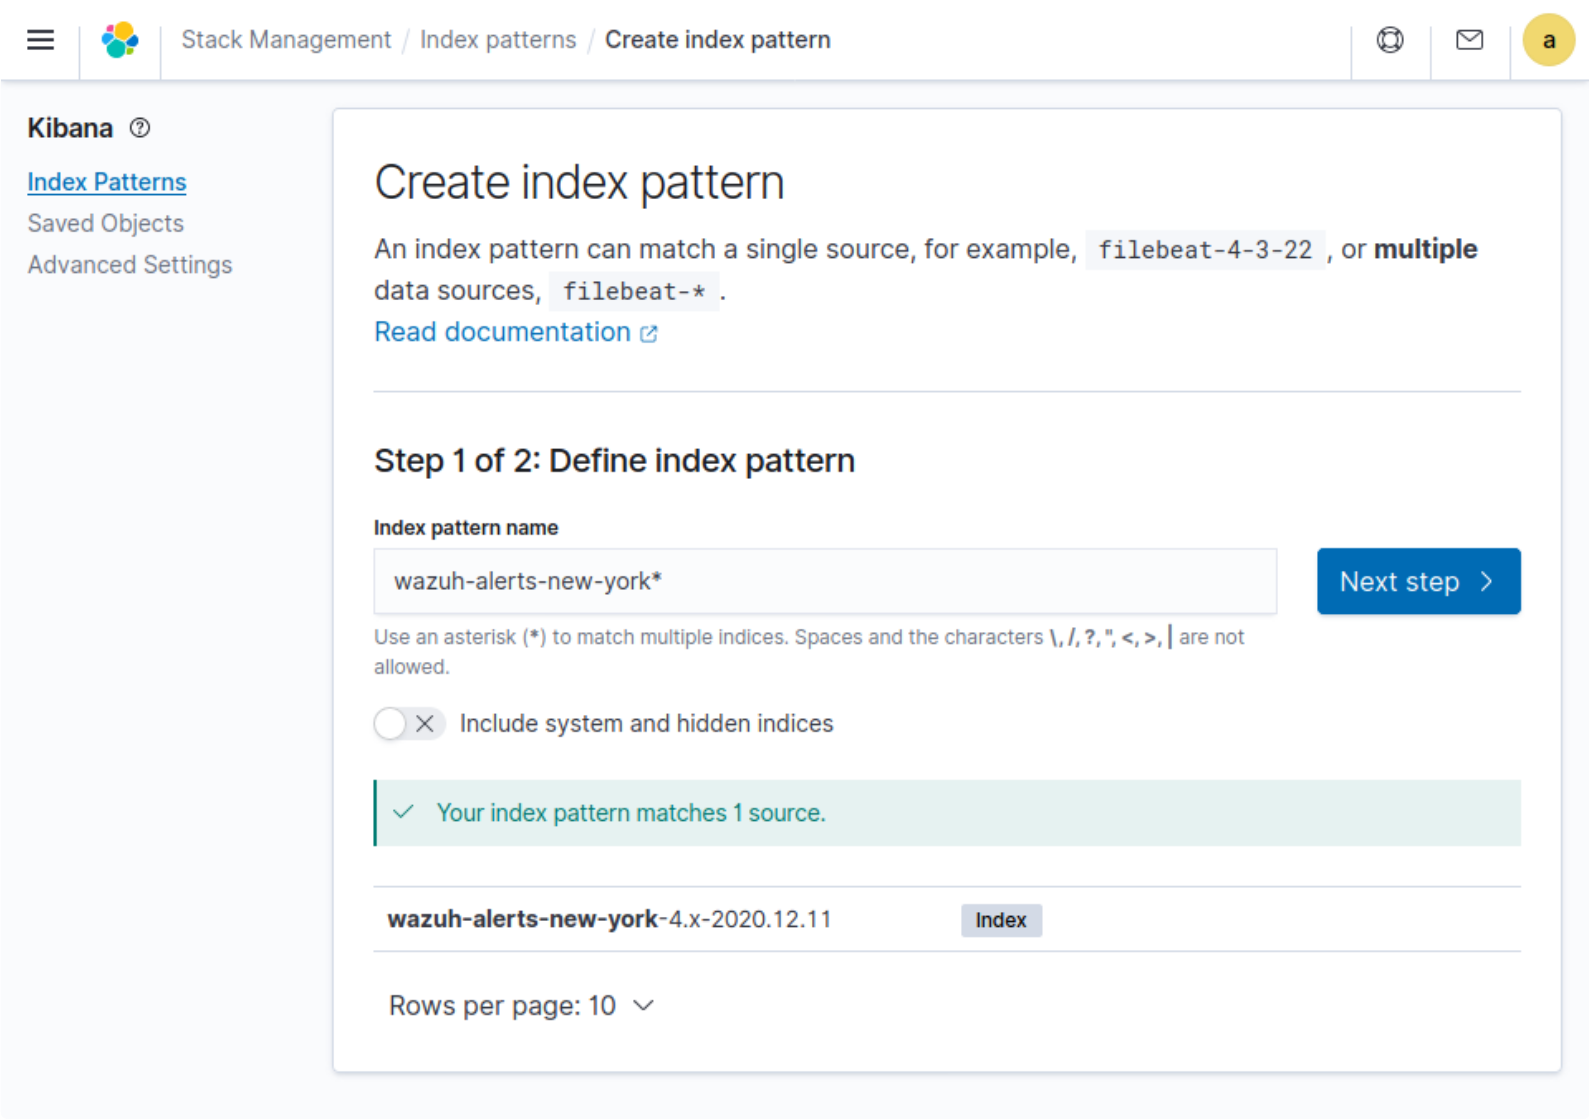 Stack Management / Index patterns / Create index pattern
a
Kibana
Index Patterns
Saved Objects
Advanced Settings
Create index pattern
An index pattern can match a single source, for example, filebeat-4-3-22 , or multiple
data sources, filebeat-* .
Read documentation
Step 1 of 2: Define index pattern
Index pattern name
wazuh-alerts-new-york*
Next step
Use an asterisk (*) to match multiple indices. Spaces and the characters \, /, ?, ", <, >, | are not
allowed.
Include system and hidden indices
Your index pattern matches 1 source.
wazuh-alerts-new-york-4.x-2020.12.11 Index
Rows per page: 10